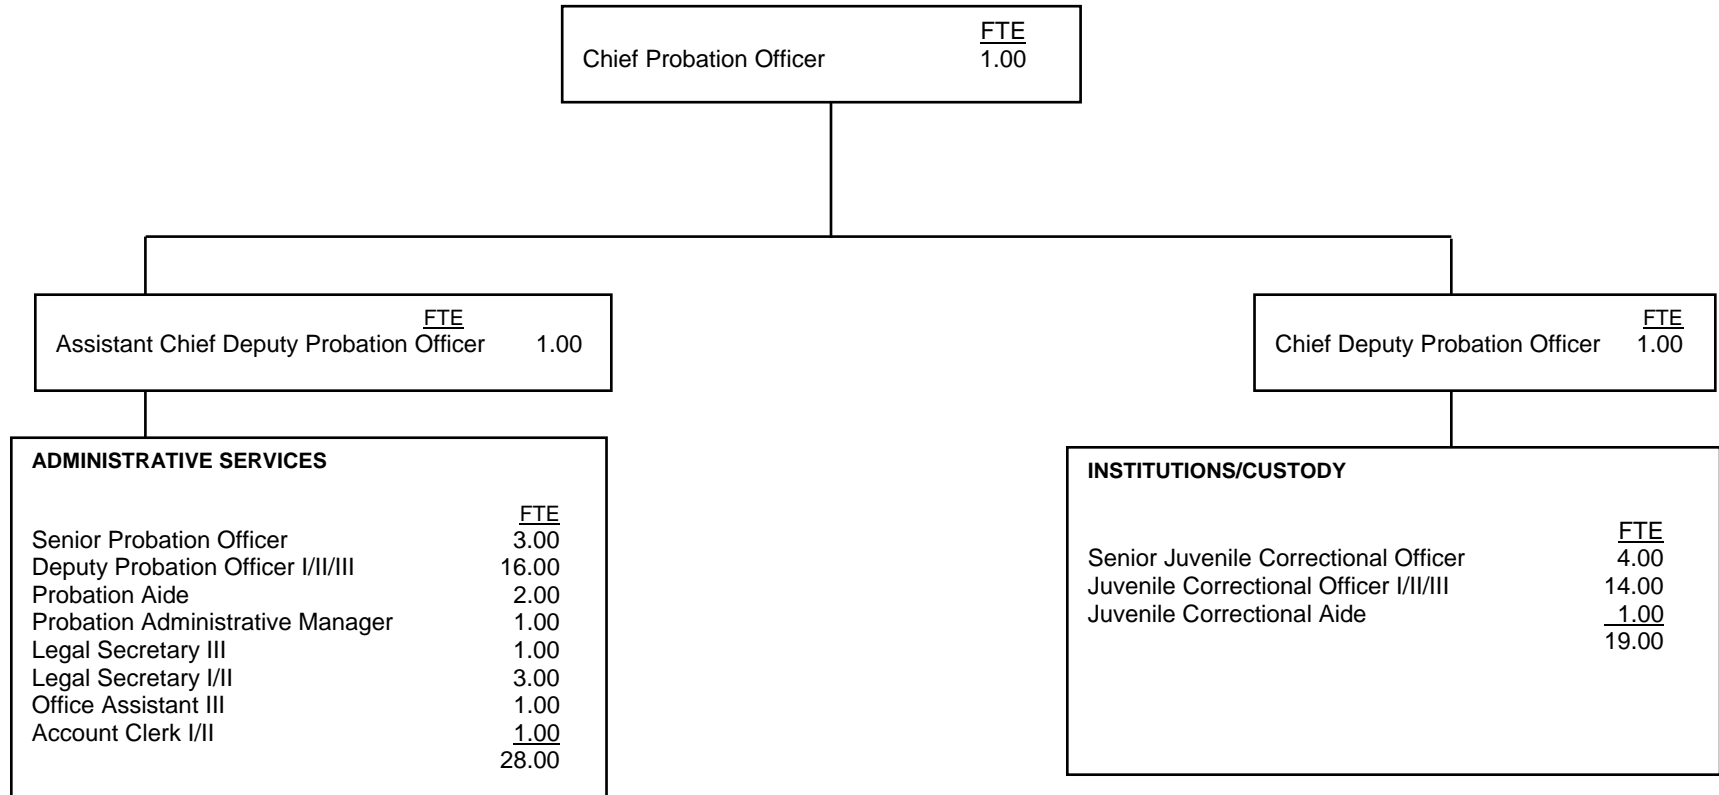 FTE
Chief Probation Officer 1.00
FTE
Assistant Chief Deputy Probation Officer 1.00
FTE
Chief Deputy Probation Officer 1.00
ADMINISTRATIVE SERVICES
FTE
Senior Probation Officer 3.00
Deputy Probation Officer I/II/III 16.00
Probation Aide 2.00
Probation Administrative Manager 1.00
Legal Secretary III 1.00
Legal Secretary I/II 3.00
Office Assistant III 1.00
Account Clerk I/II 1.00
28.00
INSTITUTIONS/CUSTODY
FTE
Senior Juvenile Correctional Officer 4.00
Juvenile Correctional Officer I/II/III 14.00
Juvenile Correctional Aide 1.00
19.00